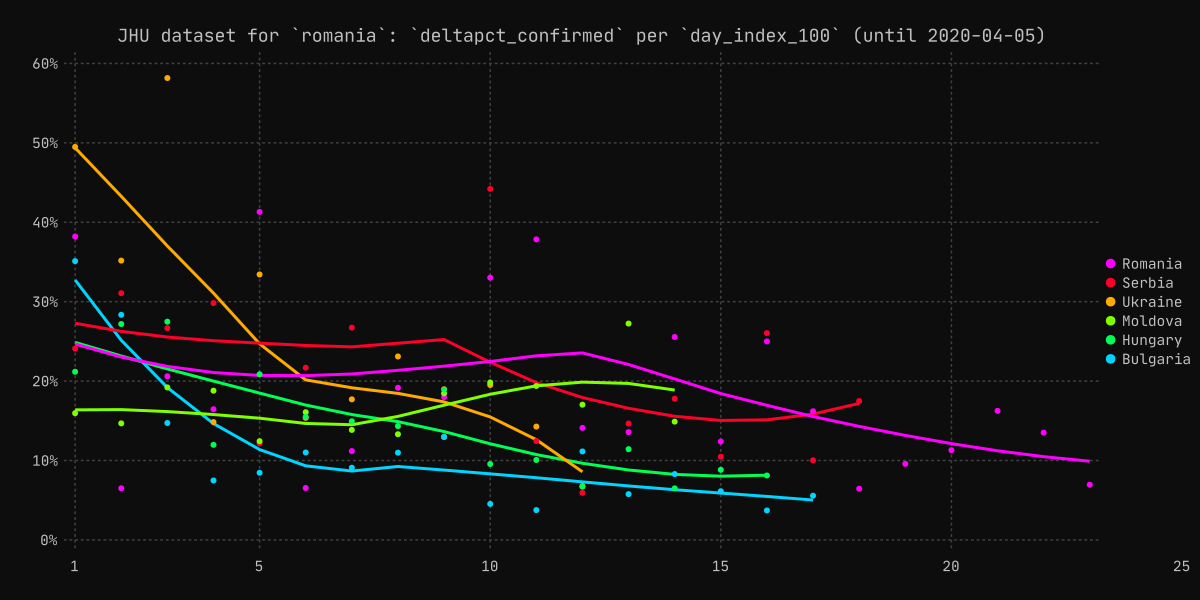 JHU dataset for `romania`: `deltapct_confirmed` per `day_index_100` (until 2020-04-05)
60%
50%
40%
30%
20%
10%
0%
1 5 10 15 20 25
Romania
Serbia
Ukraine
Moldova
Hungary
Bulgaria